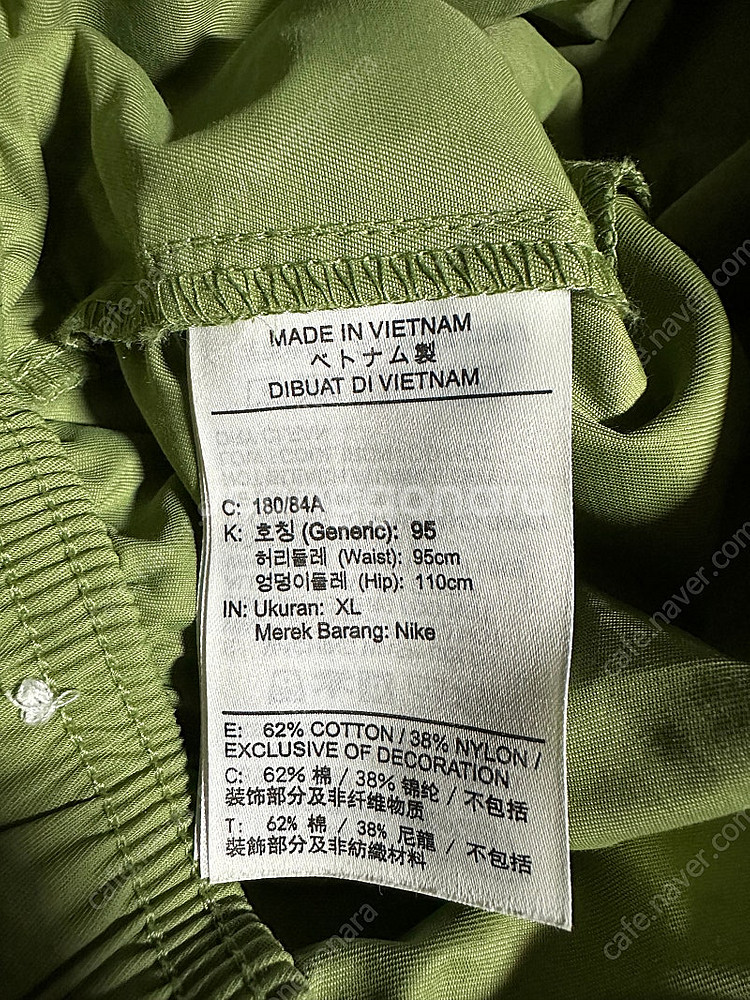 MADE IN VIETNAM
ベトナム製
DIBUAT DI VIETNAM
C: 180/84A
K: 호칭 (Generic): 95
허리둘레 (Waist): 95cm
엉덩이둘레 (Hip): 110cm
IN: Ukuran: XL
Merek Barang: Nike
E: 62% COTTON / 38% NYLON /
EXCLUSIVE OF DECORATION
C: 62% 棉 / 38% 锦纶 / 不包括
装饰部分及非纤维物质
T: 62% 棉 / 38% 尼龍 / 不包括
裝飾部分及非紡織材料
cafe.naver.com